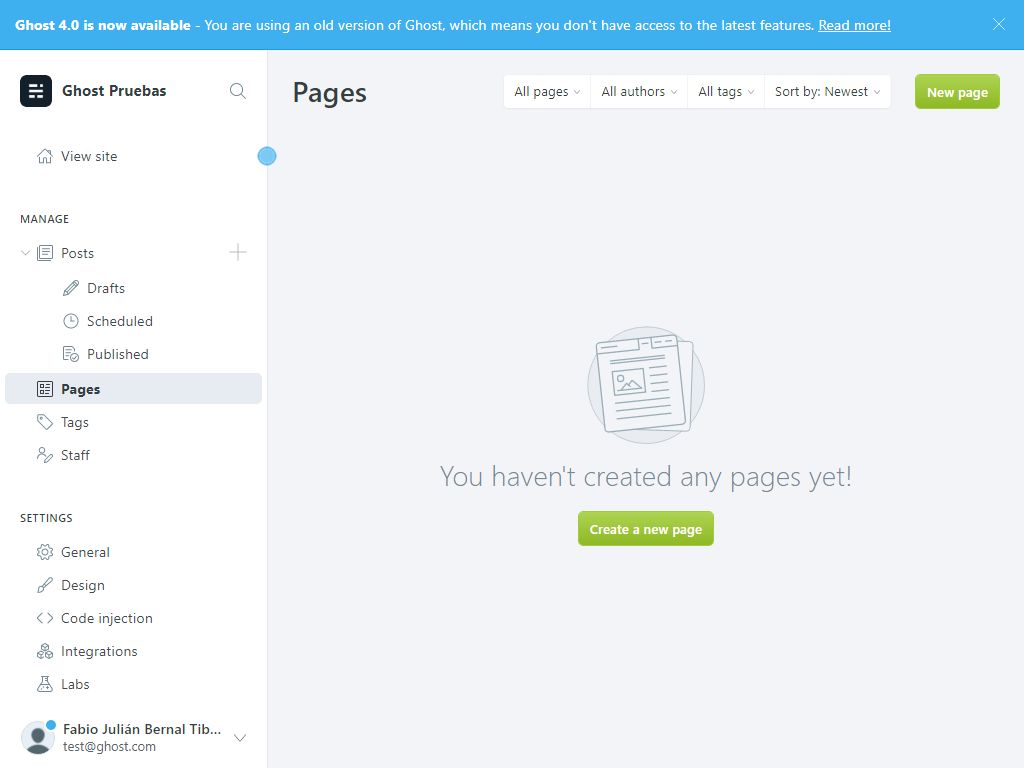 Ghost 4.0 is now available - You are using an old version of Ghost, which means you don't have access to the latest features. Read more!
Ghost Pruebas
View site
MANAGE
Posts
Drafts
Scheduled
Published
Pages
Tags
Staff
SETTINGS
General
Design
Code injection
Integrations
Labs
Fabio Julián Bernal Tib...
test@ghost.com
Pages
All pages
All authors
All tags
Sort by: Newest
New page
You haven't created any pages yet!
Create a new page